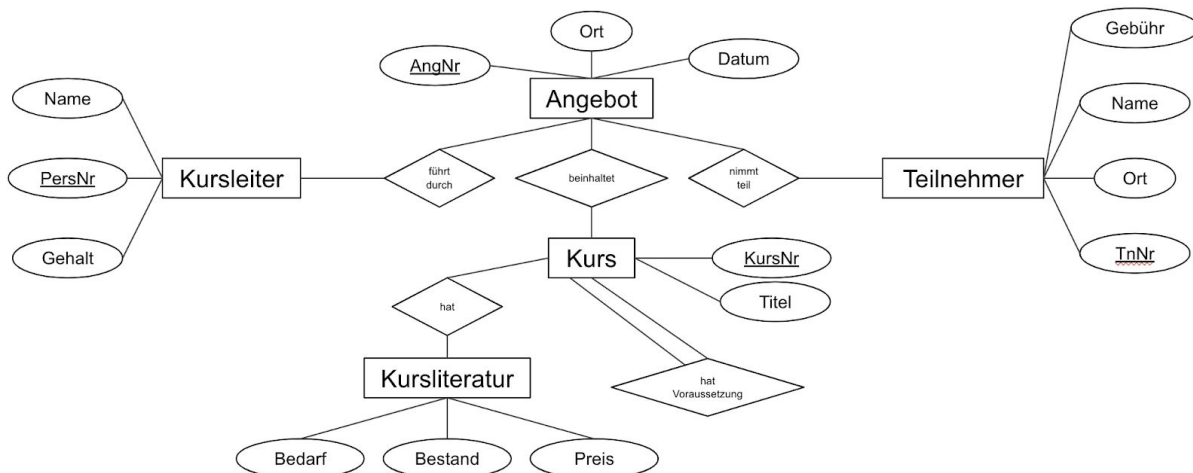 Ort
Gebühr
AngNr
Datum
Angebot
Name
Name
führt
durch
beinhaltet
nimmt
teil
PersNr
Kursleiter
Teilnehmer
Ort
Gehalt
Kurs
KursNr
TnNr
Titel
hat
Kursliteratur
hat
Voraussetzung
Bedarf
Bestand
Preis